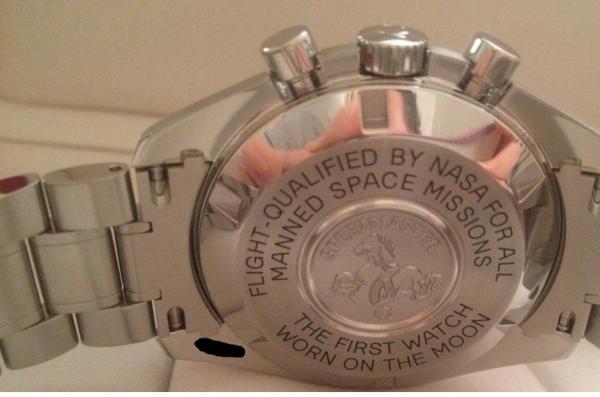 FLIGHT-QUALIFIED BY NASA FOR ALL
MANNED SPACE MISSIONS
SPEEDMASTER
THE FIRST WATCH
WORN ON THE MOON